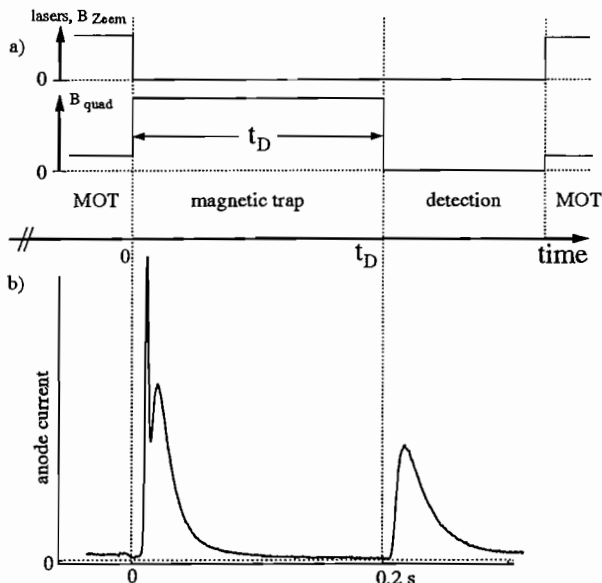 lasers, B Zeem
a)
0
B quad
t_D
0
MOT magnetic trap detection MOT
0 t_D time
b)
anode current
0
0 0.2 s